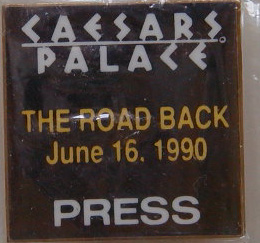 CAESARS
PALACE
THE ROAD BACK
June 16, 1990
PRESS